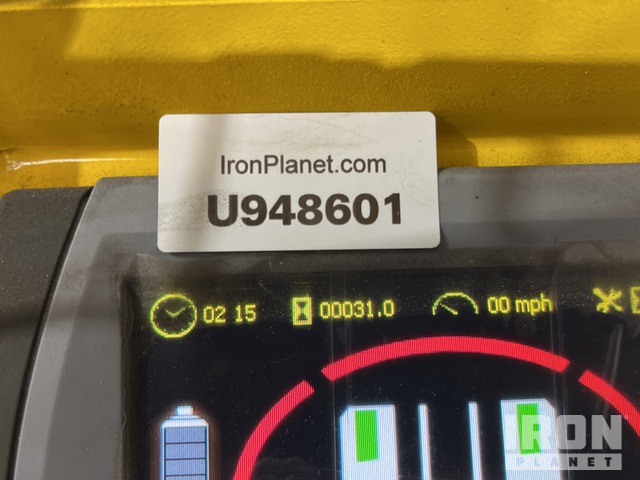 IronPlanet.com
U948601
02 15 00031.0 00 mph
IRON
PLANET